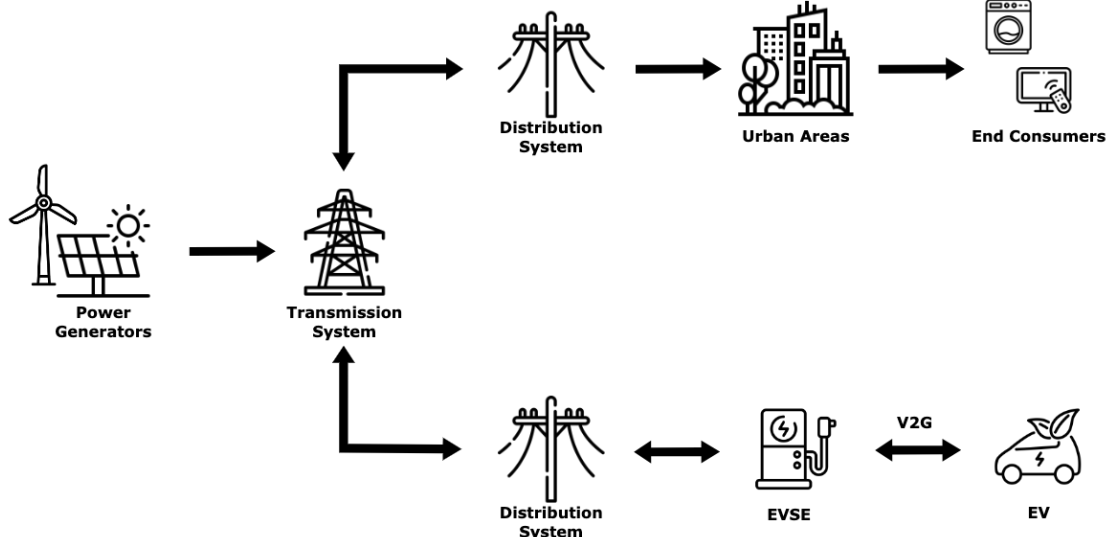 Distribution
System
Urban Areas
End Consumers
Power
Generators
Transmission
System
V2G
Distribution
System
EVSE
EV